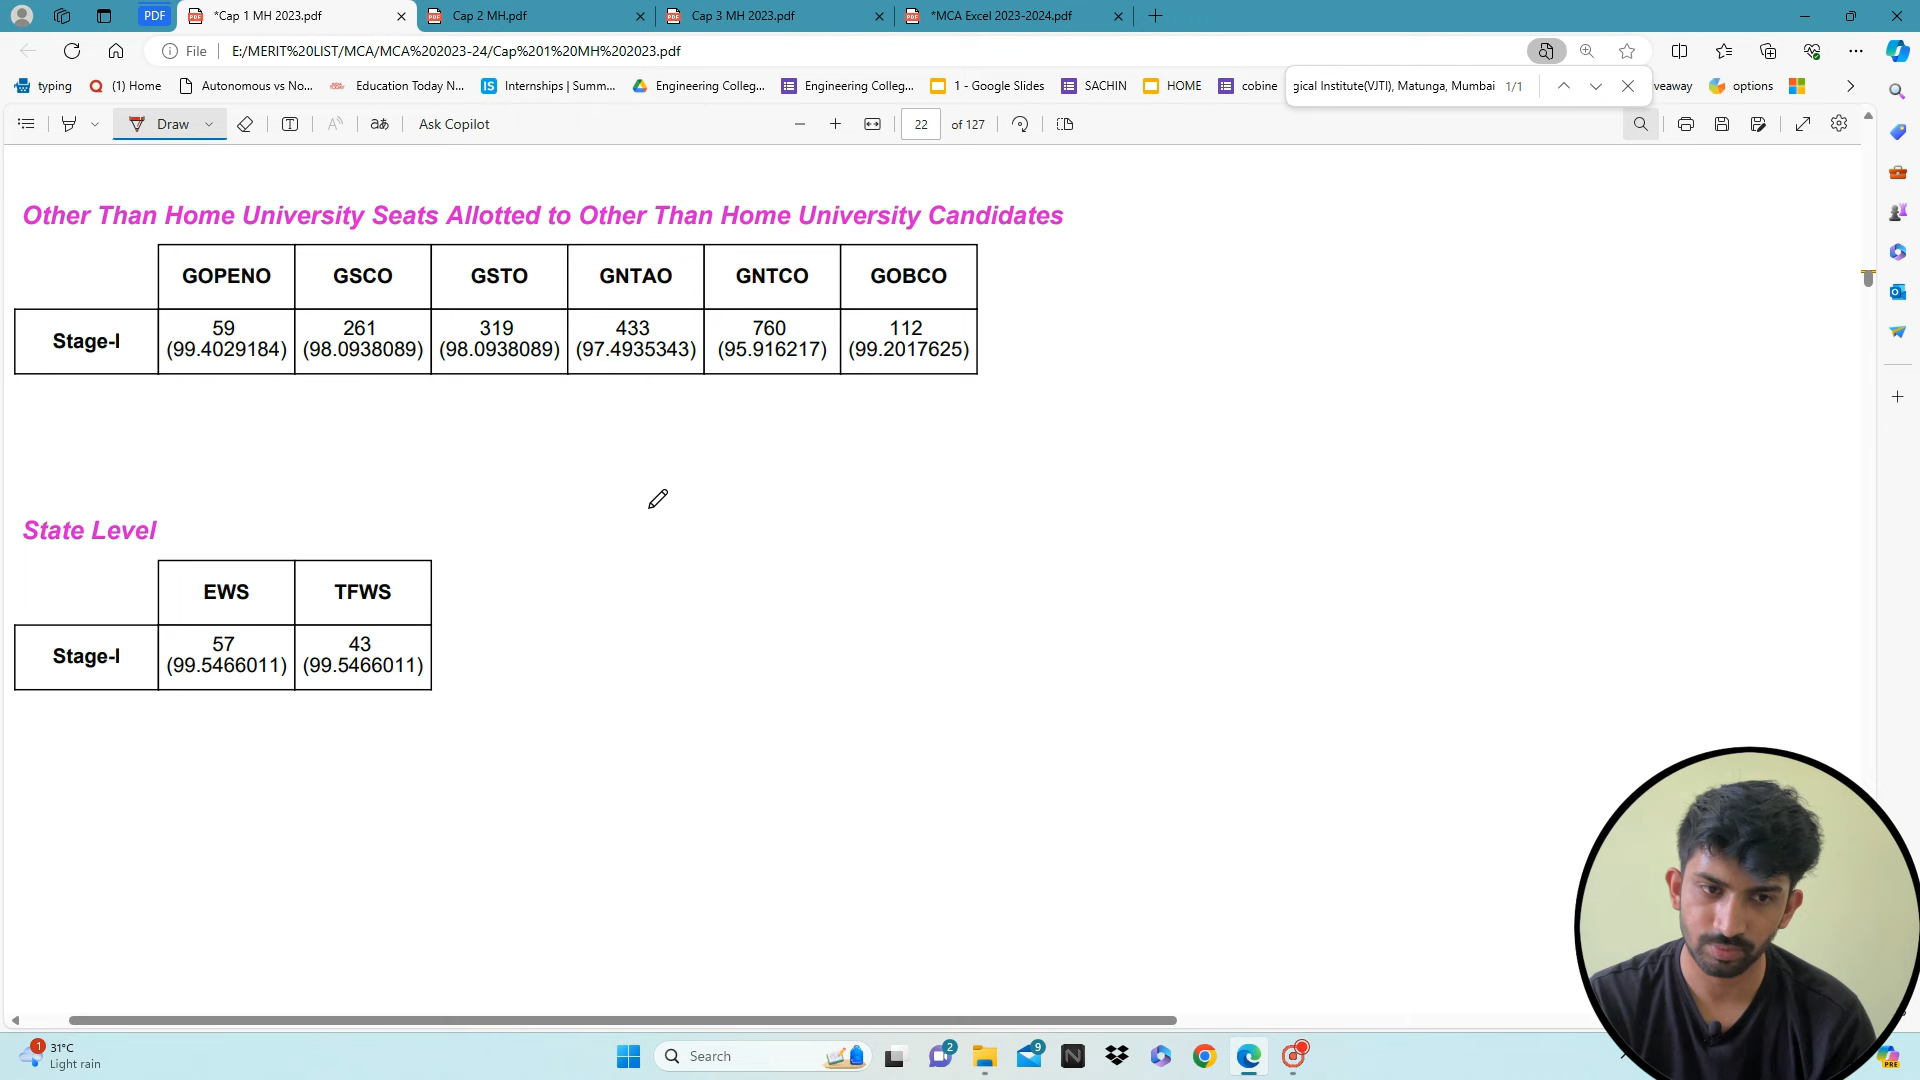 PDF
*Cap 1 MH 2023.pdf
Cap 2 MH.pdf
Cap 3 MH 2023.pdf
*MCA Excel 2023-2024.pdf
File
E:/MERIT%20LIST/MCA/MCA%202023-24/Cap%201%20MH%202023.pdf
typing
(1) Home
Autonomous vs No...
Education Today N...
Internships | Summ...
Engineering Colleg...
Engineering Colleg...
1 - Google Slides
SACHIN
HOME
cobine
gical Institute(VJTI), Matunga, Mumbai
1/1
veaway
options
Draw
Ask Copilot
22
of 127
Other Than Home University Seats Allotted to Other Than Home University Candidates
GOPENO GSCO GSTO GNTAO GNTCO GOBCO
Stage-I
59 261 319 433 760 112
(99.4029184) (98.0938089) (98.0938089) (97.4935343) (95.916217) (99.2017625)
State Level
EWS TFWS
Stage-I
57 43
(99.5466011) (99.5466011)
1
31°C
Light rain
Search
2
9
PRE